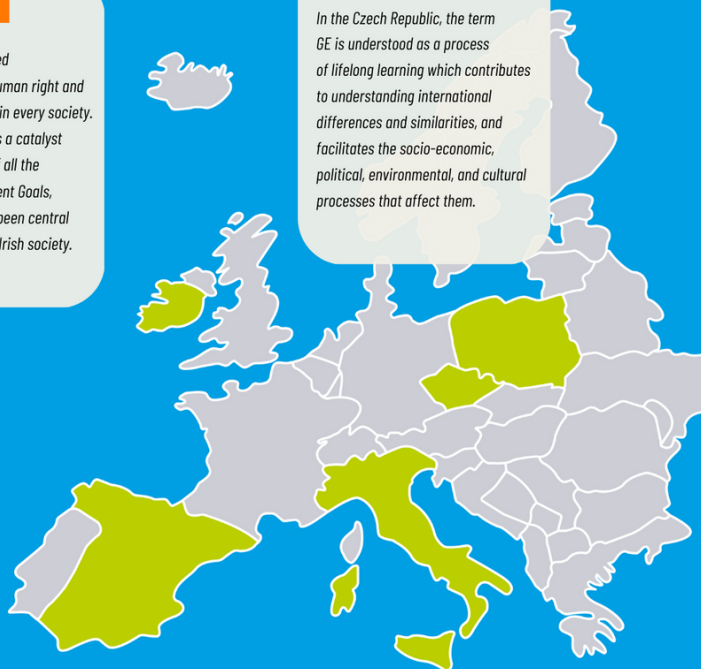 ed
uman right and
in every society.
s a catalyst
f all the
ent Goals,
been central
Irish society.
In the Czech Republic, the term
GE is understood as a process
of lifelong learning which contributes
to understanding international
differences and similarities, and
facilitates the socio-economic,
political, environmental, and cultural
processes that affect them.